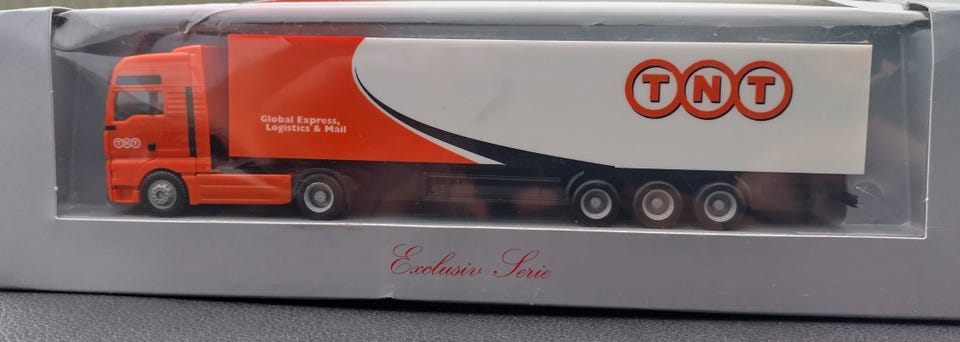 TNT
Global Express,
Logistics & Mail
TNT
Exclusiv Serie